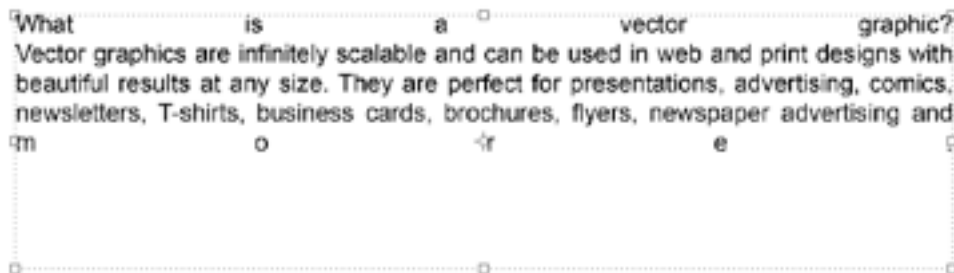 What is a vector graphic?
Vector graphics are infinitely scalable and can be used in web and print designs with
beautiful results at any size. They are perfect for presentations, advertising, comics,
newsletters, T-shirts, business cards, brochures, flyers, newspaper advertising and
m o r e .